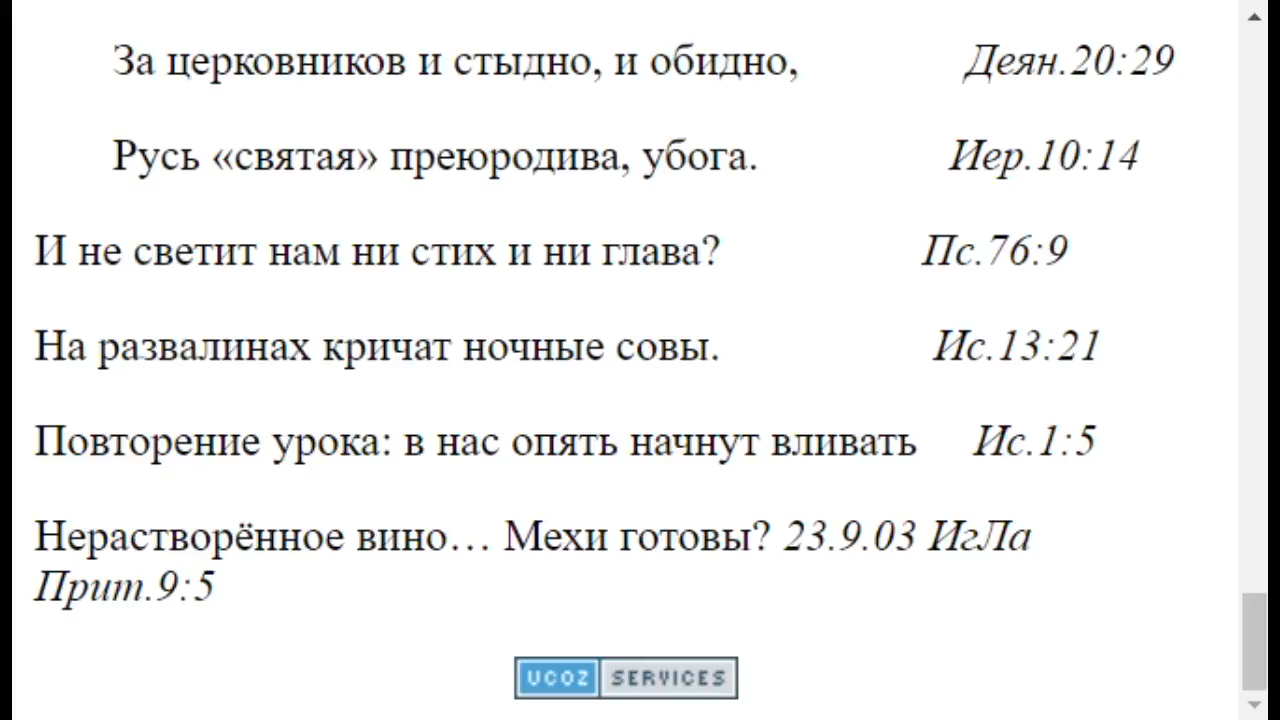 За церковников и стыдно, и обидно, Деян.20:29
Русь «святая» преюродива, убога. Иер.10:14
И не светит нам ни стих и ни глава? Пс.76:9
На развалинах кричат ночные совы. Ис.13:21
Повторение урока: в нас опять начнут вливать Ис.1:5
Нерастворённое вино… Мехи готовы? 23.9.03 ИгЛа
Прит.9:5
UCOZ SERVICES